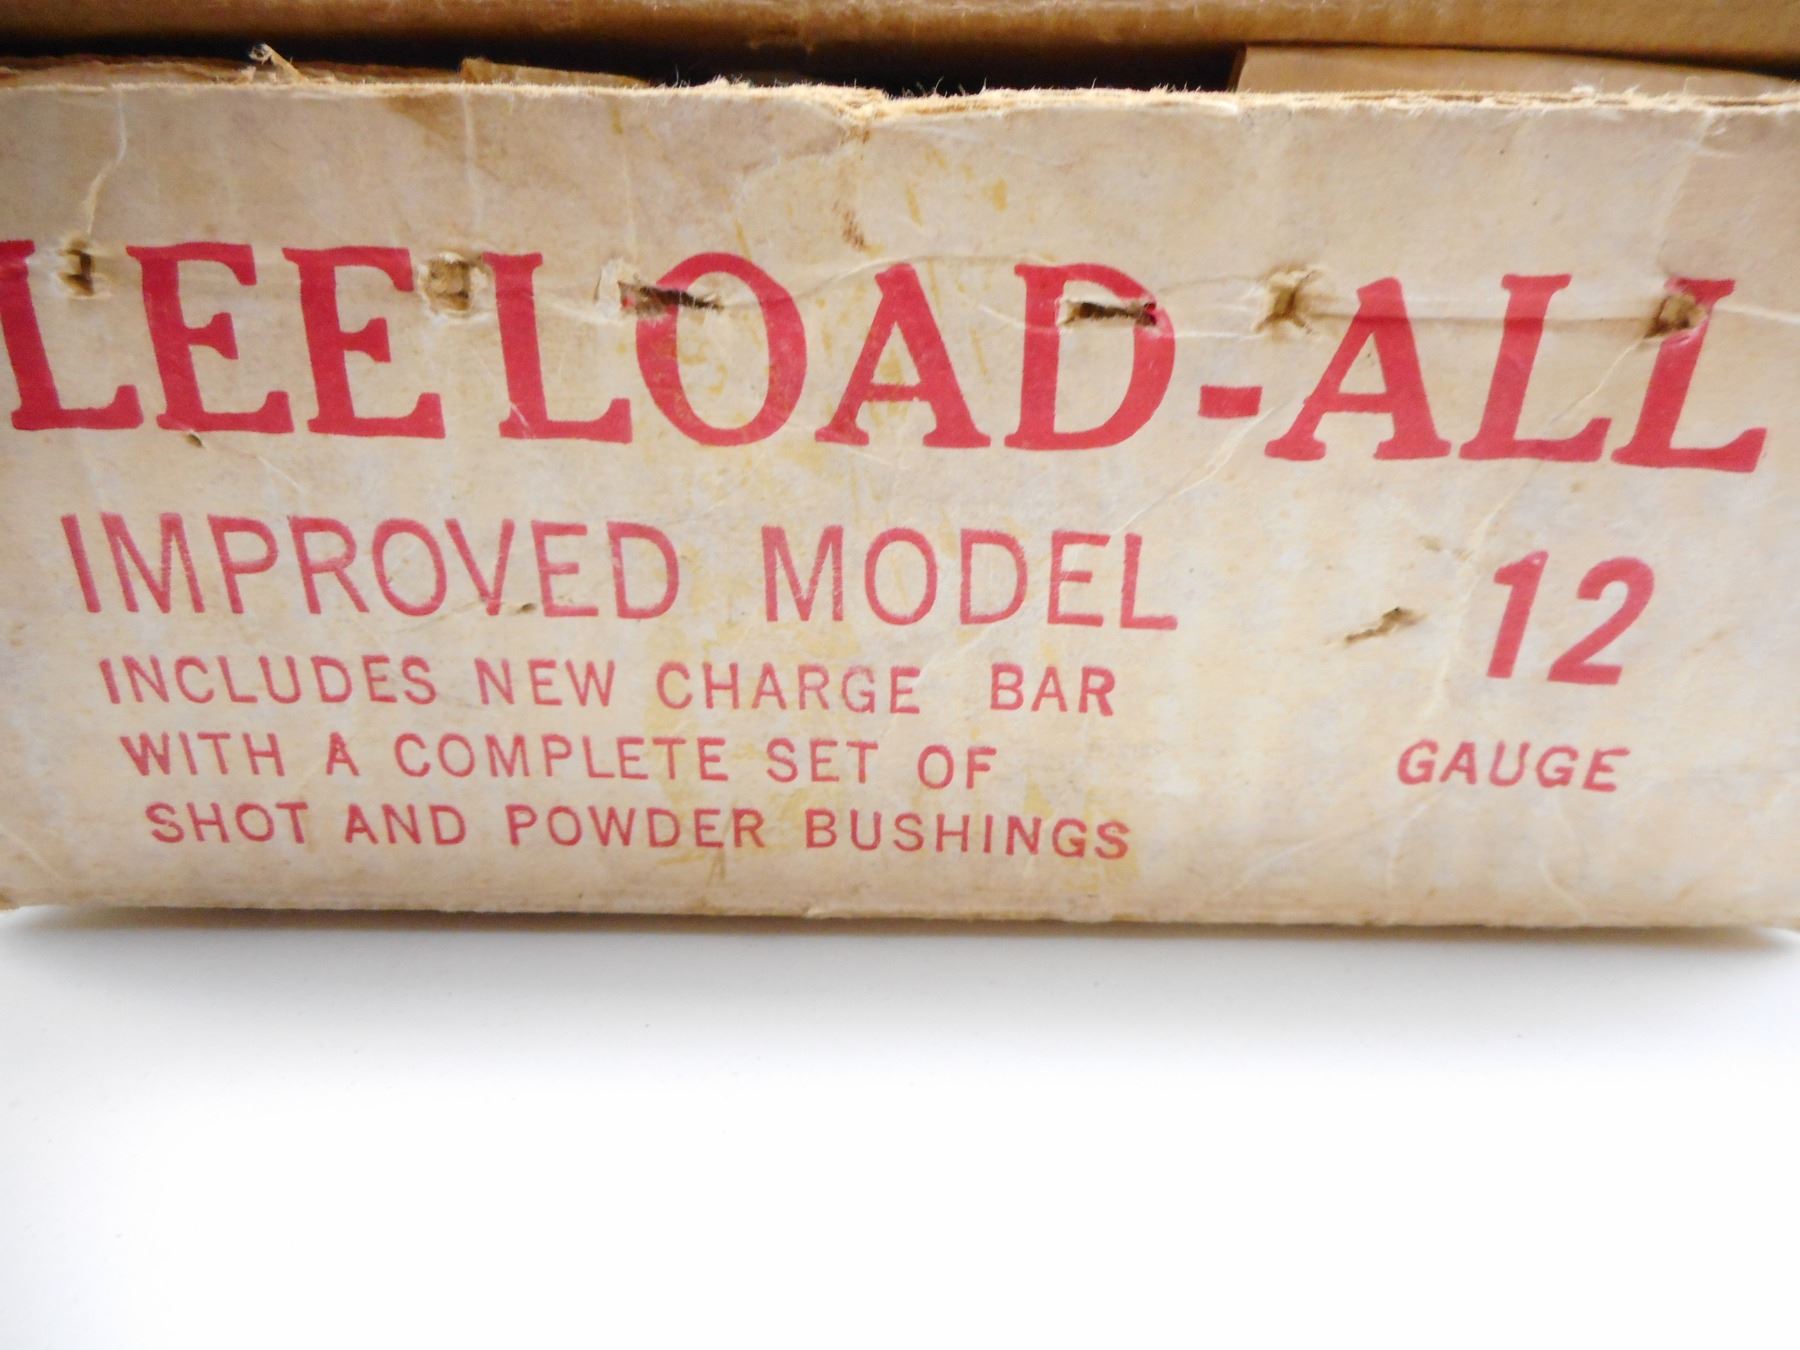 LEE LOAD-ALL
IMPROVED MODEL
INCLUDES NEW CHARGE BAR
WITH A COMPLETE SET OF
SHOT AND POWDER BUSHINGS
12
GAUGE